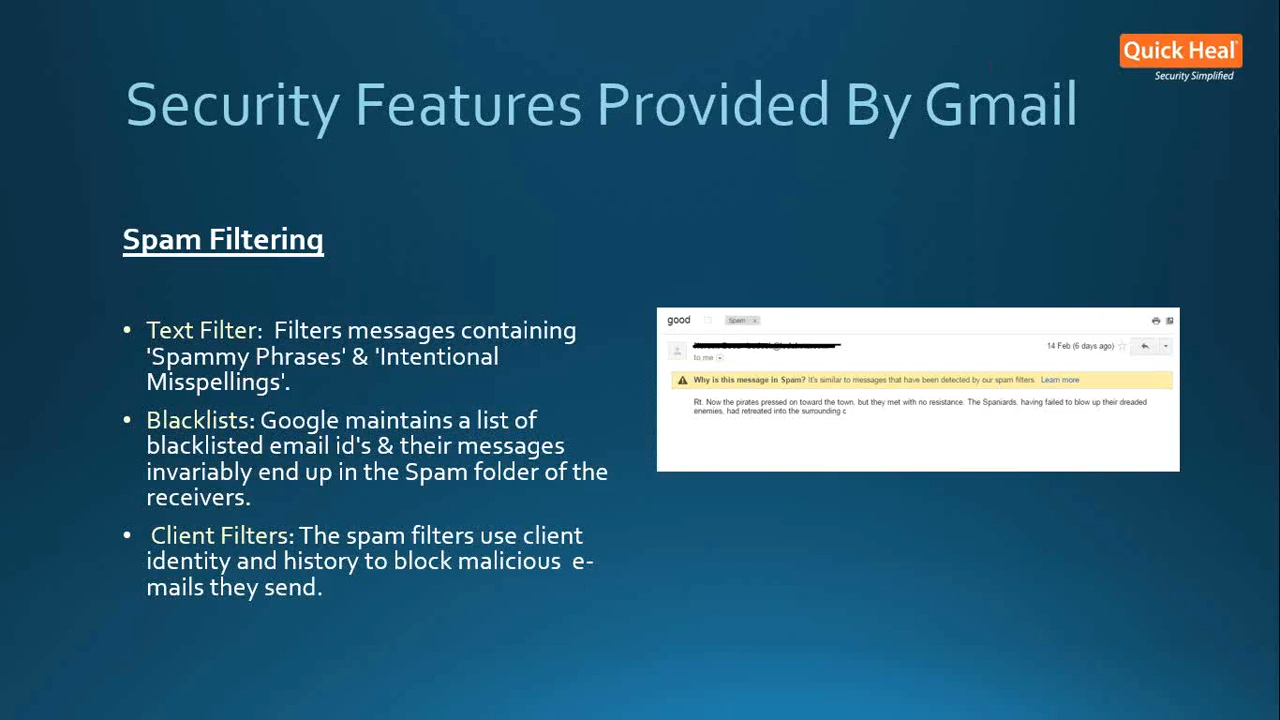 Quick Heal
Security Simplified
Security Features Provided By Gmail
Spam Filtering
• Text Filter:  Filters messages containing
'Spammy Phrases' & 'Intentional
Misspellings'.
• Blacklists: Google maintains a list of
blacklisted email id's & their messages
invariably end up in the Spam folder of the
receivers.
• Client Filters: The spam filters use client
identity and history to block malicious  e-
mails they send.
good
Spam x
14 Feb (6 days ago)
to me
Why is this message in Spam? It's similar to messages that have been detected by our spam filters. Learn more
Rt. Now the pirates pressed on toward the town, but they met with no resistance. The Spaniards, having failed to blow up their dreaded
enemies, had retreated into the surrounding c